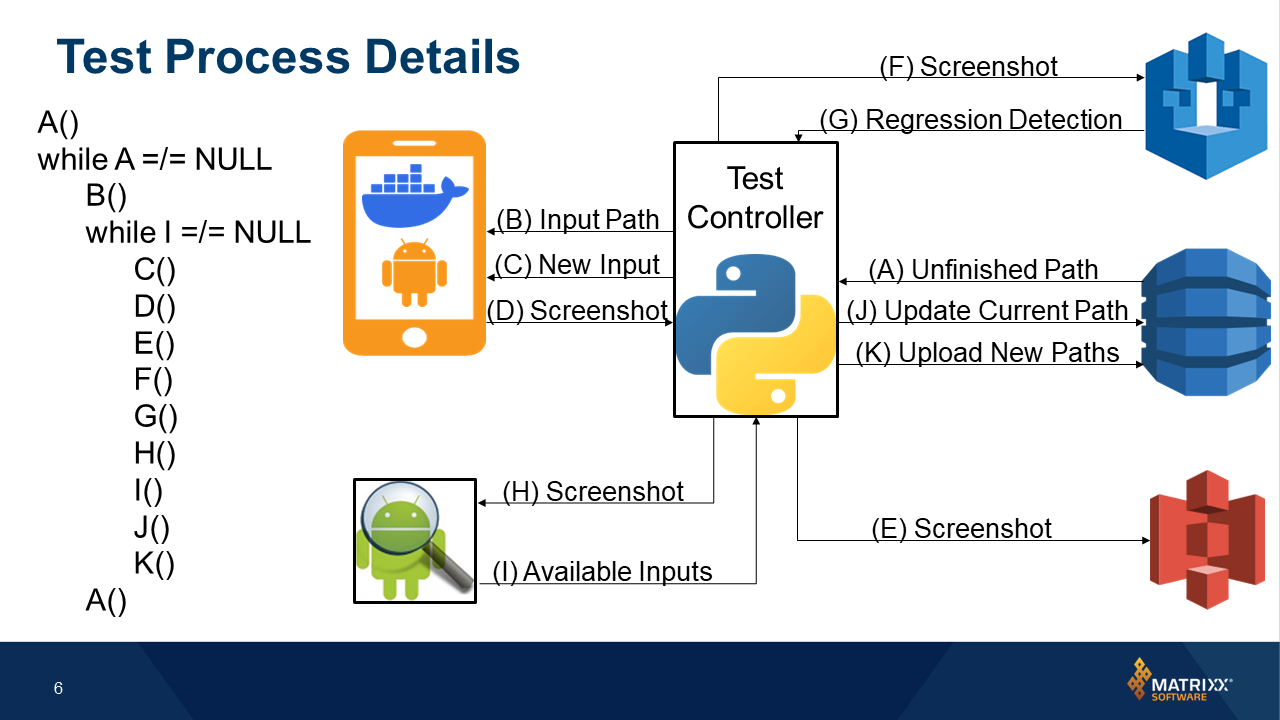 Test Process Details
A()
while A =/= NULL
B()
while I =/= NULL
C()
D()
E()
F()
G()
H()
I()
J()
K()
A()
(F) Screenshot
(G) Regression Detection
Test
Controller
(B) Input Path
(C) New Input
(D) Screenshot
(A) Unfinished Path
(J) Update Current Path
(K) Upload New Paths
(H) Screenshot
(I) Available Inputs
(E) Screenshot
6
MATRIXX®
SOFTWARE